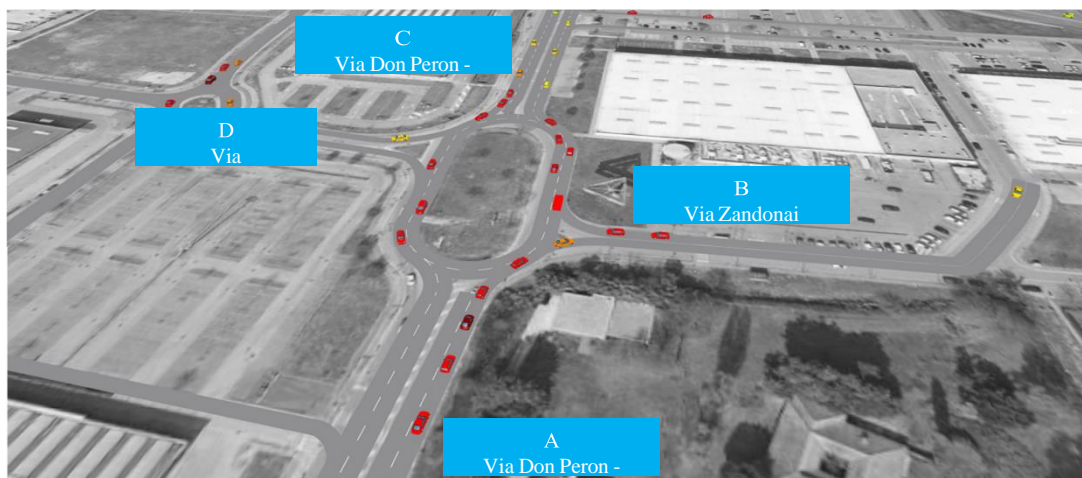 C
Via Don Peron -
D
Via
B
Via Zandonai
A
Via Don Peron -